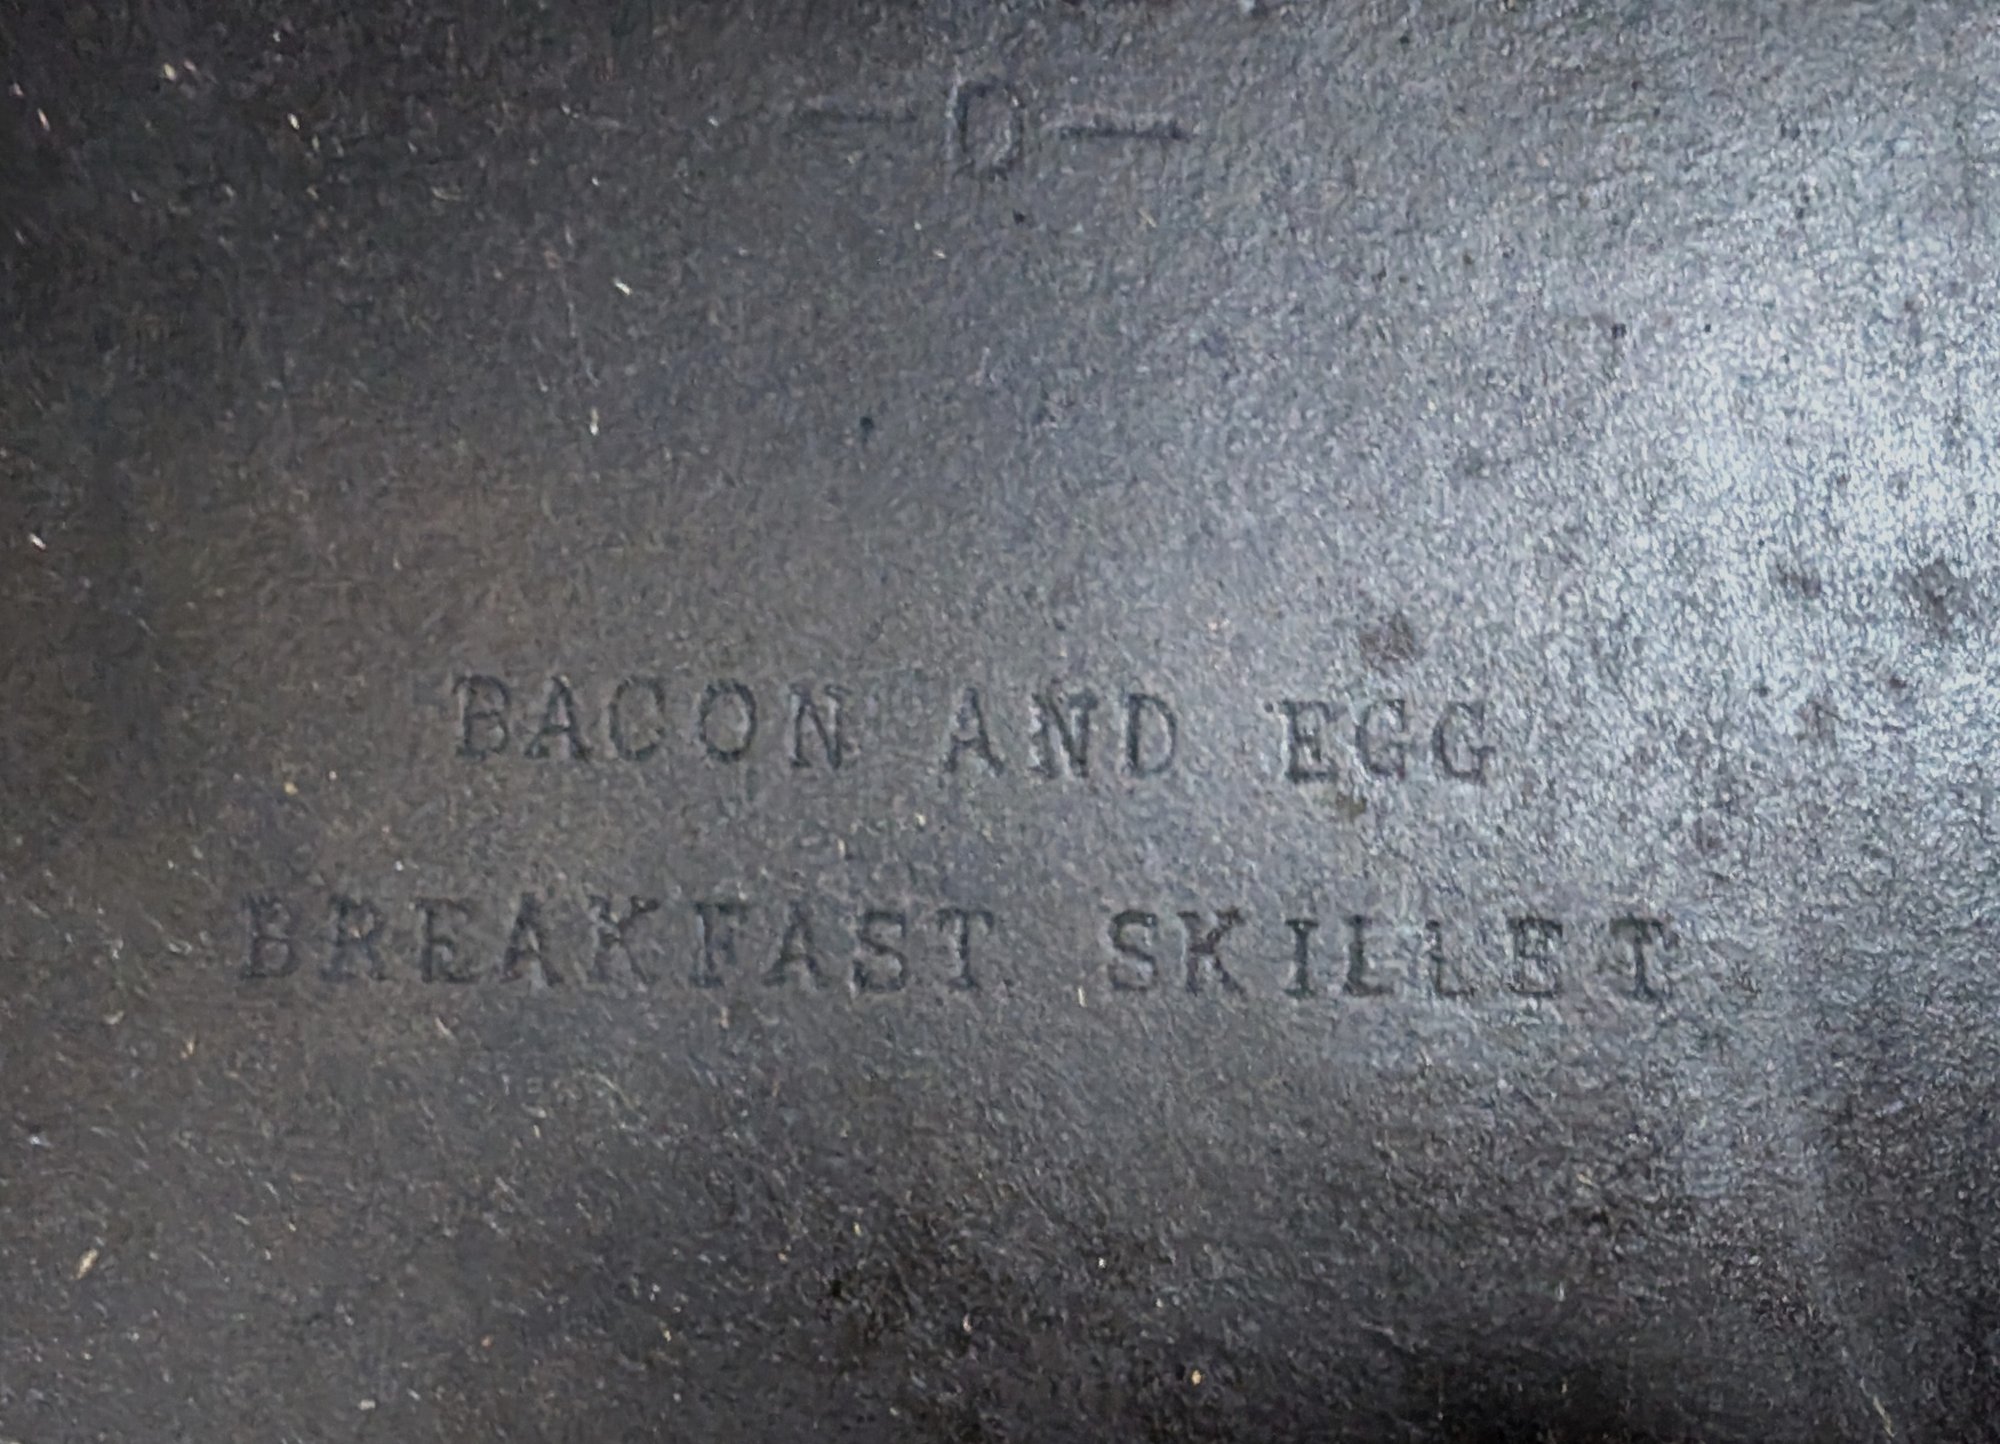 -O-
BACON AND EGG
BREAKFAST SKILLET